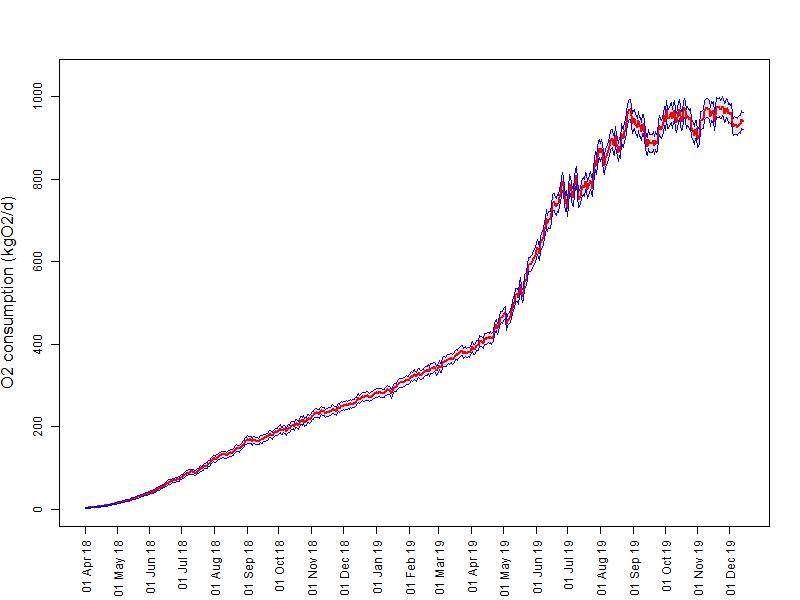 O2 consumption (kgO2/d)
1000
800
600
400
200
0
01 Apr 18
01 May 18
01 Jun 18
01 Jul 18
01 Aug 18
01 Sep 18
01 Oct 18
01 Nov 18
01 Dec 18
01 Jan 19
01 Feb 19
01 Mar 19
01 Apr 19
01 May 19
01 Jun 19
01 Jul 19
01 Aug 19
01 Sep 19
01 Oct 19
01 Nov 19
01 Dec 19